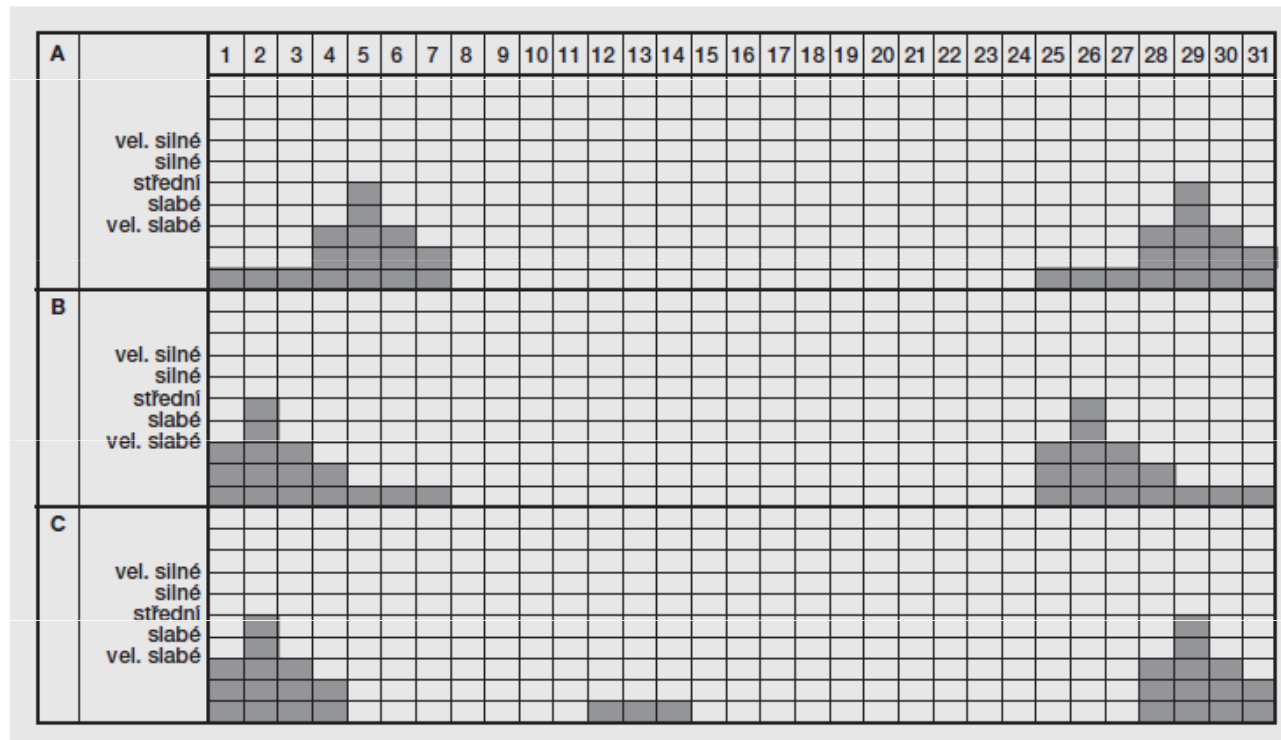 A 1 2 3 4 5 6 7 8 9 10 11 12 13 14 15 16 17 18 19 20 21 22 23 24 25 26 27 28 29 30 31
vel. silné
silné
střední
slabé
vel. slabé
B
vel. silné
silné
střední
slabé
vel. slabé
C
vel. silné
silné
střední
slabé
vel. slabé